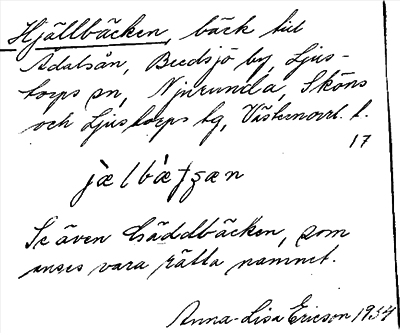 Hjällbäcken, bäck till
Ådalsån, Bredsjö by, Ljus-
torps sn, Njurunda, Sköns
och Ljustorps tg, Västernorrl. l.
17
Se även Gäddbäcken, som
anses vara rätta namnet.
Anna-Lisa Ericson 1934